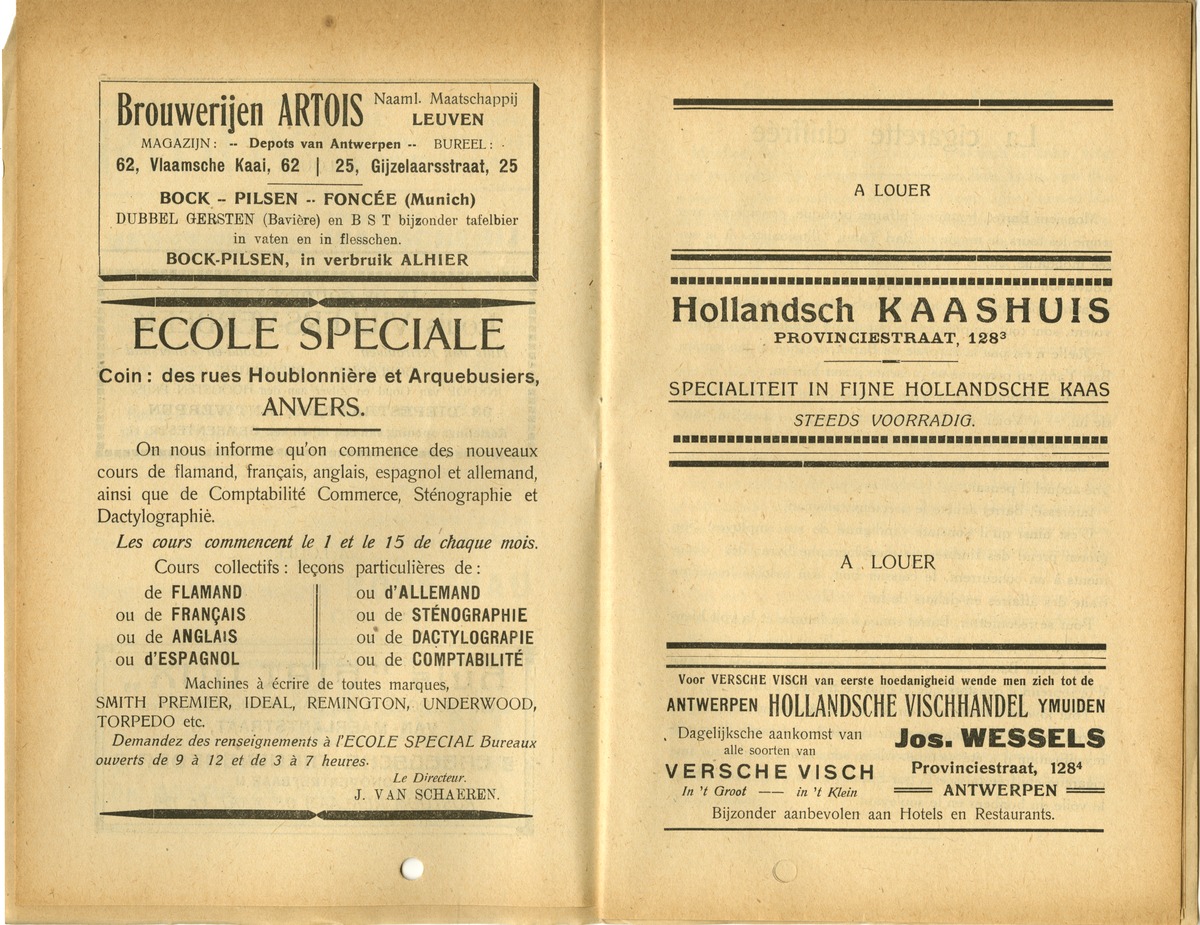 Brouwerijen ARTOIS Naaml. Maatschappij
LEUVEN
MAGAZIJN: -- Depots van Antwerpen -- BUREEL:
62, Vlaamsche Kaai, 62 | 25, Gijzelaarsstraat, 25
BOCK -- PILSEN -- FONCÉE (Munich)
DUBBEL GERSTEN (Bavière) en B S T bijzonder tafelbier
in vaten en in flesschen.
BOCK-PILSEN, in verbruik ALHIER
ECOLE SPECIALE
Coin: des rues Houblonnière et Arquebusiers,
ANVERS.
On nous informe qu'on commence des nouveaux
cours de flamand, français, anglais, espagnol et allemand,
ainsi que de Comptabilité Commerce, Sténographie et
Dactylographiè.
Les cours commencent le 1 et le 15 de chaque mois.
Cours collectifs: leçons particulières de:
de FLAMAND
ou de FRANÇAIS
ou de ANGLAIS
ou d'ESPAGNOL
ou d'ALLEMAND
ou de STÉNOGRAPHIE
ou de DACTYLOGRAPIE
ou de COMPTABILITÉ
Machines à écrire de toutes marques,
SMITH PREMIER, IDEAL, REMINGTON, UNDERWOOD,
TORPEDO etc.
Demandez des renseignements à l'ECOLE SPECIAL Bureaux
ouverts de 9 à 12 et de 3 à 7 heures.
Le Directeur.
J. VAN SCHAEREN.
A LOUER
Hollandsch KAASHUIS
PROVINCIESTRAAT, 128³
SPECIALITEIT IN FIJNE HOLLANDSCHE KAAS
STEEDS VOORRADIG.
A LOUER
Voor VERSCHE VISCH van eerste hoedanigheid wende men zich tot de
ANTWERPEN HOLLANDSCHE VISCHHANDEL YMUIDEN
Dagelijksche aankomst van
alle soorten van
VERSCHE VISCH
In 't Groot —— in 't Klein
Jos. WESSELS
Provinciestraat, 128⁴
ANTWERPEN
Bijzonder aanbevolen aan Hotels en Restaurants.